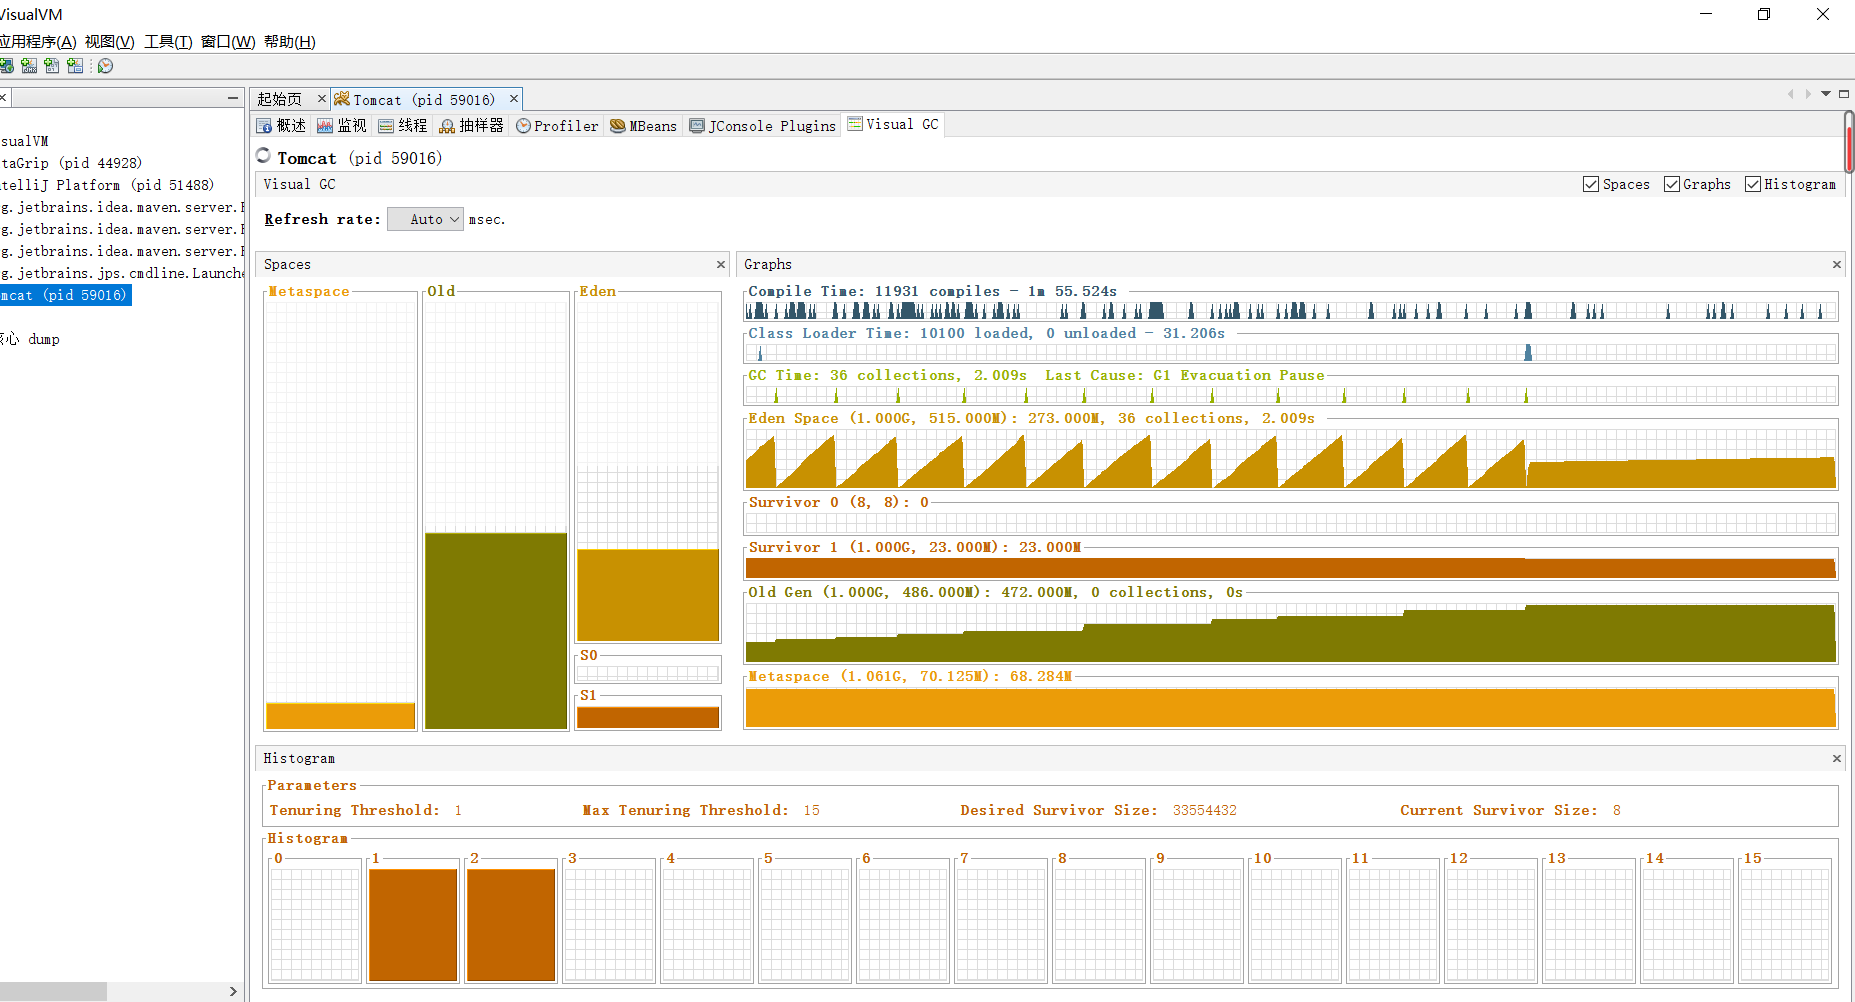 VisualVM
应用程序(A) 视图(V) 工具(T) 窗口(W) 帮助(H)
起始页 Tomcat (pid 59016)
概述 监视 线程 抽样器 Profiler MBeans JConsole Plugins Visual GC
Tomcat (pid 59016)
Visual GC Spaces Graphs Histogram
Refresh rate: Auto msec.
sualVM
taGrip (pid 44928)
telliJ Platform (pid 51488)
g.jetbrains.idea.maven.server.
g.jetbrains.idea.maven.server.
g.jetbrains.idea.maven.server.
g.jetbrains.jps.cmdline.Launche
mcat (pid 59016)
心 dump
Spaces
Metaspace
Old
Eden
S0
S1
Graphs
Compile Time: 11931 compiles - 1m 55.524s
Class Loader Time: 10100 loaded, 0 unloaded - 31.206s
GC Time: 36 collections, 2.009s Last Cause: G1 Evacuation Pause
Eden Space (1.000G, 515.000M): 273.000M, 36 collections, 2.009s
Survivor 0 (8, 8): 0
Survivor 1 (1.000G, 23.000M): 23.000M
Old Gen (1.000G, 486.000M): 472.000M, 0 collections, 0s
Metaspace (1.061G, 70.125M): 68.284M
Histogram
Parameters
Tenuring Threshold: 1 Max Tenuring Threshold: 15 Desired Survivor Size: 33554432 Current Survivor Size: 8
Histogram
0 1 2 3 4 5 6 7 8 9 10 11 12 13 14 15